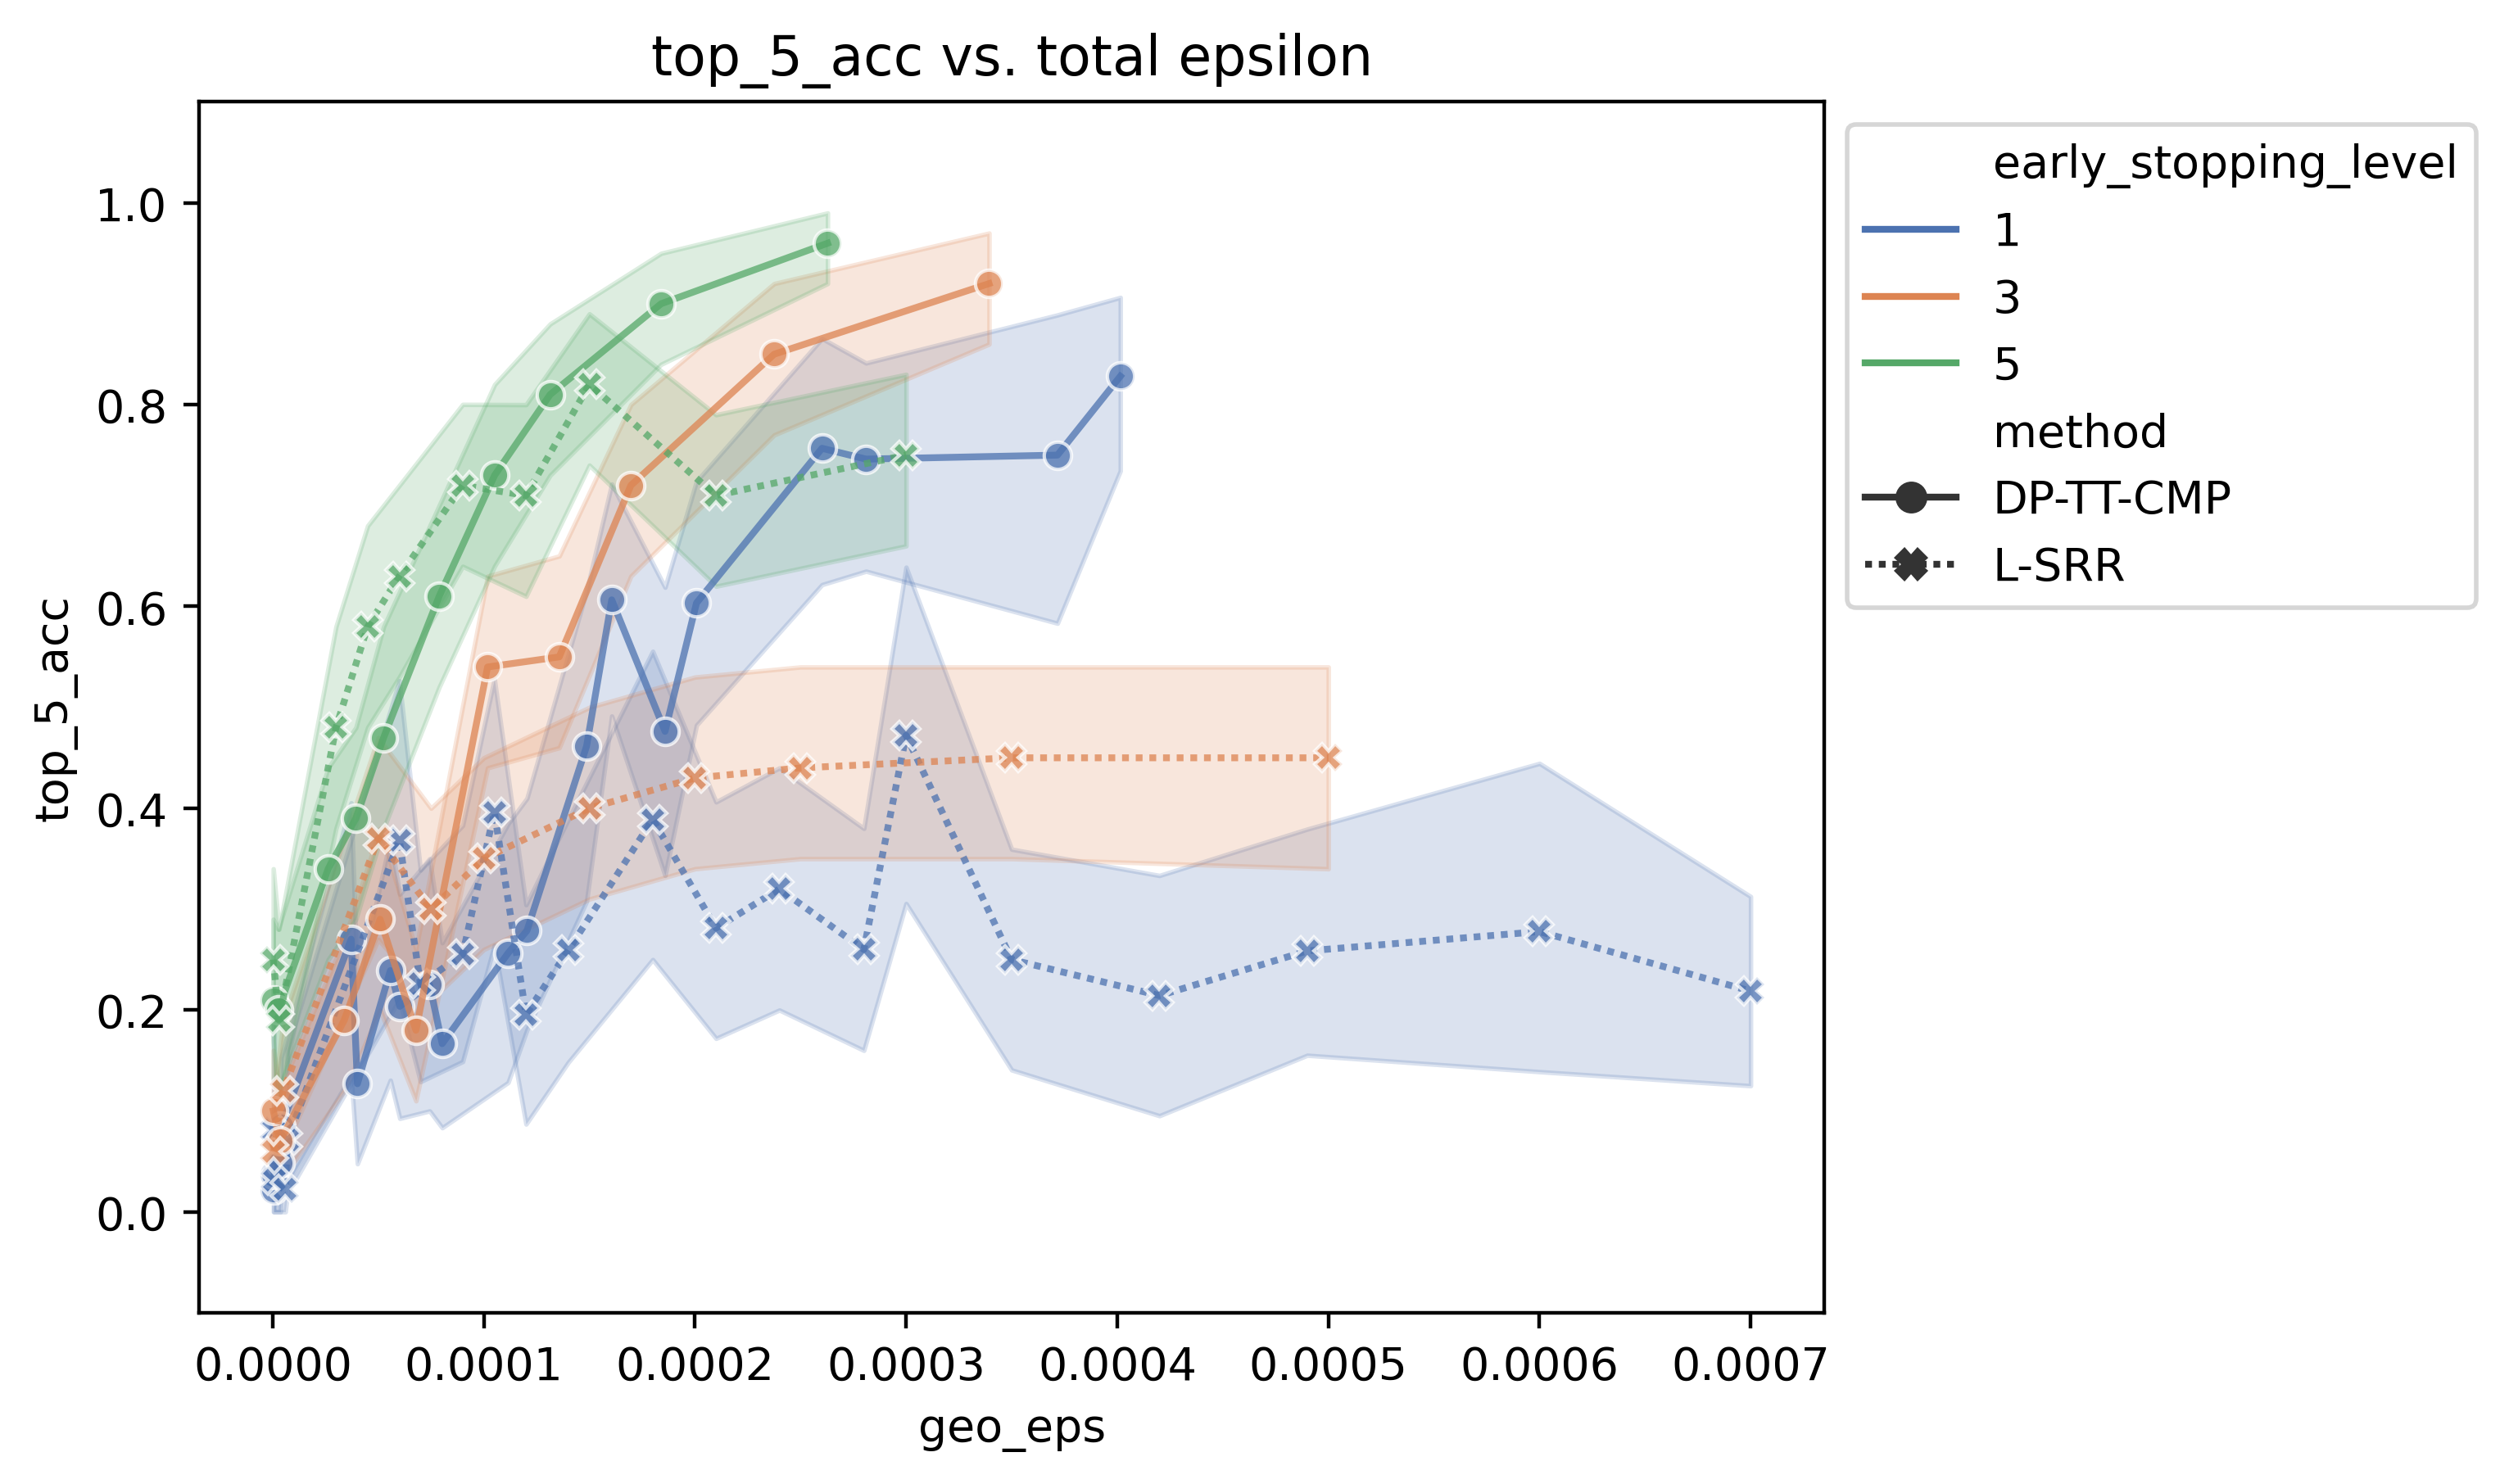 top_5_acc vs. total epsilon
1.0
0.8
0.6
0.4
0.2
0.0
top_5_acc
0.0000 0.0001 0.0002 0.0003 0.0004 0.0005 0.0006 0.0007
geo_eps
early_stopping_level
1
3
5
method
DP-TT-CMP
L-SRR